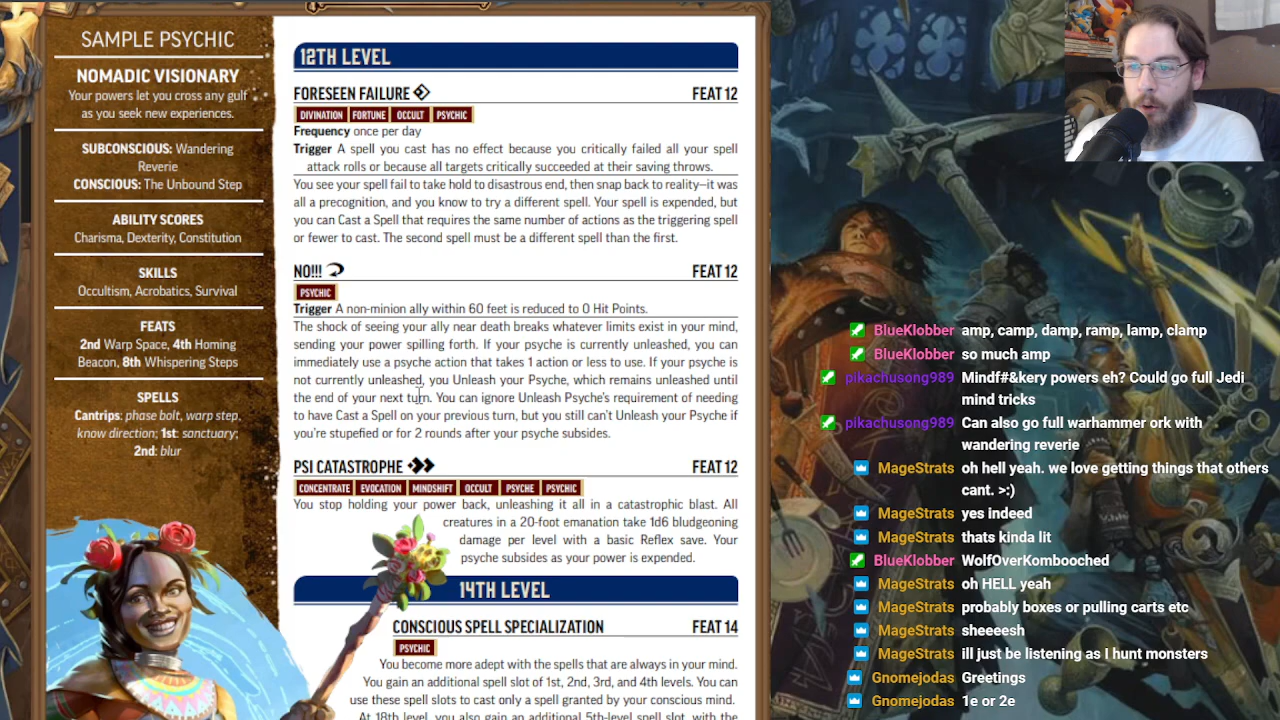 SAMPLE PSYCHIC
NOMADIC VISIONARY
Your powers let you cross any gulf
as you seek new experiences.
SUBCONSCIOUS: Wandering
Reverie
CONSCIOUS: The Unbound Step
ABILITY SCORES
Charisma, Dexterity, Constitution
SKILLS
Occultism, Acrobatics, Survival
FEATS
2nd Warp Space, 4th Homing
Beacon, 8th Whispering Steps
SPELLS
Cantrips: phase bolt, warp step,
know direction; 1st: sanctuary;
2nd: blur
12TH LEVEL
FORESEEN FAILURE FEAT 12
DIVINATION FORTUNE OCCULT PSYCHIC
Frequency once per day
Trigger A spell you cast has no effect because you critically failed all your spell
attack rolls or because all targets critically succeeded at their saving throws.
You see your spell fail to take hold to disastrous end, then snap back to reality—it was
all a precognition, and you know to try a different spell. Your spell is expended, but
you can Cast a Spell that requires the same number of actions as the triggering spell
or fewer to cast. The second spell must be a different spell than the first.
NO!!! FEAT 12
PSYCHIC
Trigger A non-minion ally within 60 feet is reduced to 0 Hit Points.
The shock of seeing your ally near death breaks whatever limits exist in your mind,
sending your power spilling forth. If your psyche is currently unleashed, you can
immediately use a psyche action that takes 1 action or less to use. If your psyche is
not currently unleashed, you Unleash your Psyche, which remains unleashed until
the end of your next turn. You can ignore Unleash Psyche's requirement of needing
to have Cast a Spell on your previous turn, but you still can't Unleash your Psyche if
you're stupefied or for 2 rounds after your psyche subsides.
PSI CATASTROPHE FEAT 12
CONCENTRATE EVOCATION MINDSHIFT OCCULT PSYCHE PSYCHIC
You stop holding your power back, unleashing it all in a catastrophic blast. All
creatures in a 20-foot emanation take 1d6 bludgeoning
damage per level with a basic Reflex save. Your
psyche subsides as your power is expended.
14TH LEVEL
CONSCIOUS SPELL SPECIALIZATION FEAT 14
PSYCHIC
You become more adept with the spells that are always in your mind.
You gain an additional spell slot of 1st, 2nd, 3rd, and 4th levels. You can
use these spell slots to cast only a spell granted by your conscious mind.
At 18th level, you also gain an additional 5th-level spell slot, with the
BlueKlobber amp, camp, damp, ramp, lamp, clamp
BlueKlobber so much amp
pikachusong989 Mindf#&kery powers eh? Could go full Jedi
mind tricks
pikachusong989 Can also go full warhammer ork with
wandering reverie
MageStrats oh hell yeah. we love getting things that others
cant. >:)
MageStrats yes indeed
MageStrats thats kinda lit
BlueKlobber WolfOverKombooched
MageStrats oh HELL yeah
MageStrats probably boxes or pulling carts etc
MageStrats sheeeesh
MageStrats ill just be listening as I hunt monsters
Gnomejodas Greetings
Gnomejodas 1e or 2e